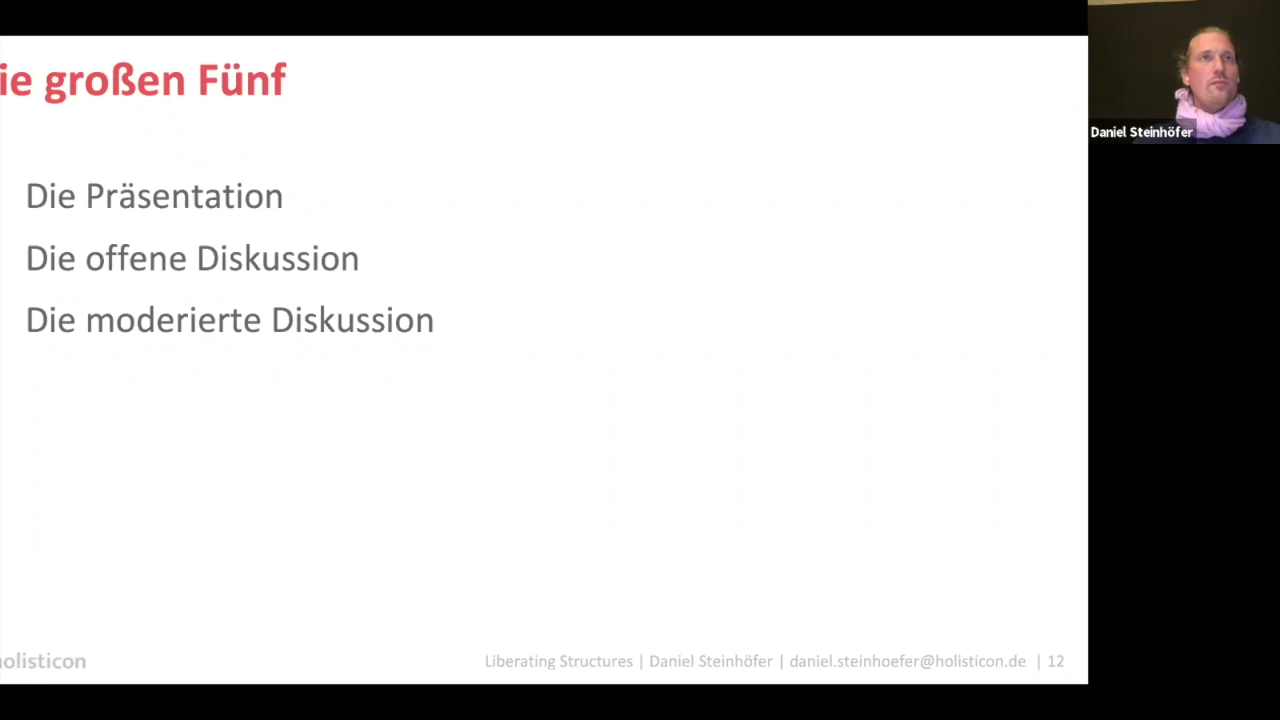 ie großen Fünf
Die Präsentation
Die offene Diskussion
Die moderierte Diskussion
holisticon
Liberating Structures | Daniel Steinhöfer | daniel.steinhoefer@holisticon.de | 12
Daniel Steinhöfer